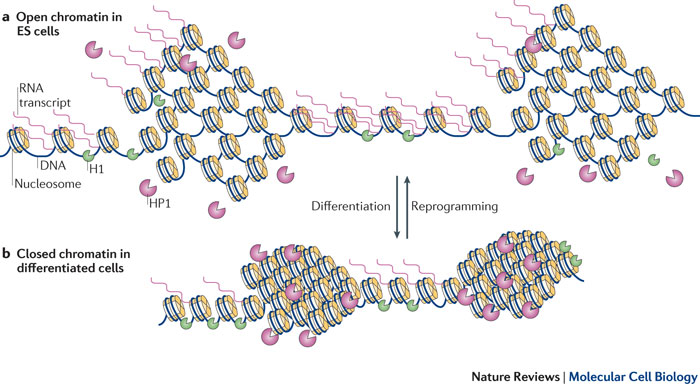 a Open chromatin in
ES cells
RNA
transcript
DNA
H1
Nucleosome
HP1
Differentiation
Reprogramming
b Closed chromatin in
differentiated cells
Nature Reviews | Molecular Cell Biology